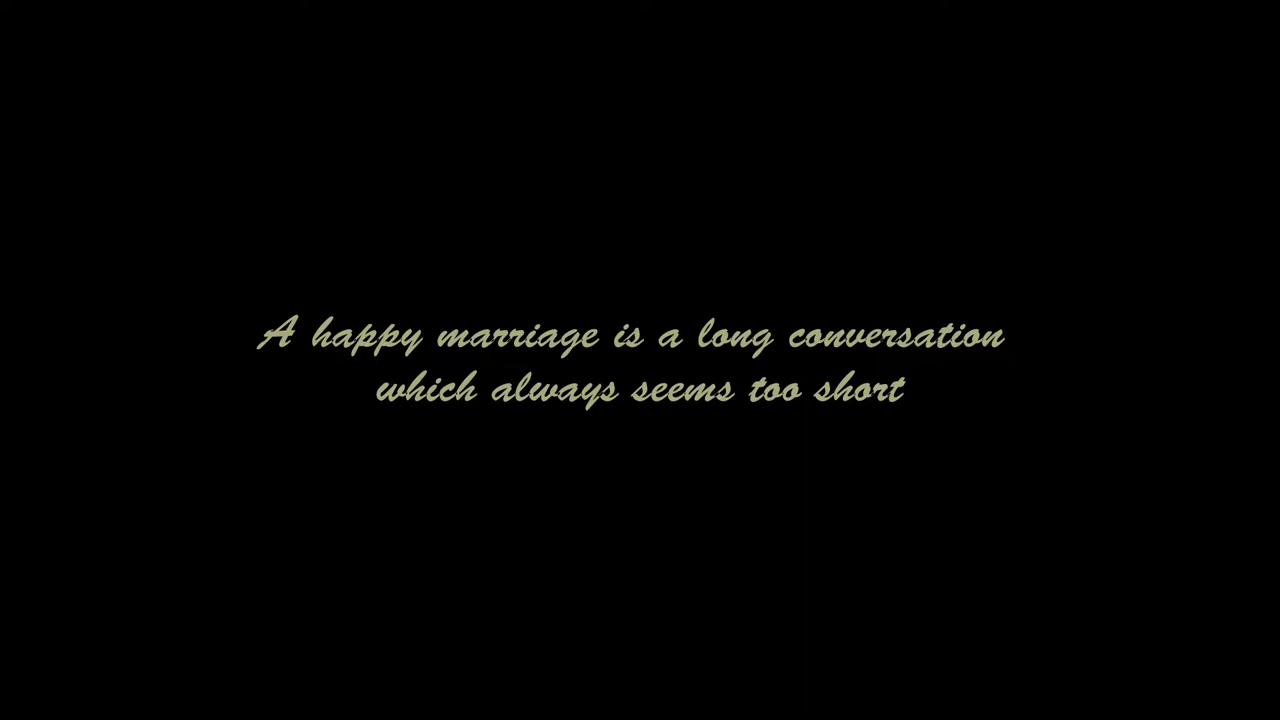 A happy marriage is a long conversation
which always seems too short